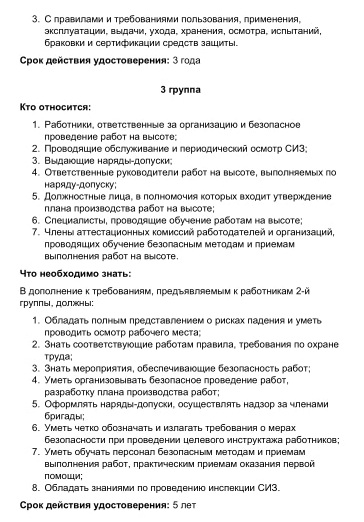 3. С правилами и требованиями пользования, применения,
эксплуатации, выдачи, ухода, хранения, осмотра, испытаний,
браковки и сертификации средств защиты.
Срок действия удостоверения: 3 года
3 группа
Кто относится:
1. Работники, ответственные за организацию и безопасное
проведение работ на высоте;
2. Проводящие обслуживание и периодический осмотр СИЗ;
3. Выдающие наряды-допуски;
4. Ответственные руководители работ на высоте, выполняемых по
наряду-допуску;
5. Должностные лица, в полномочия которых входит утверждение
плана производства работ на высоте;
6. Специалисты, проводящие обучение работам на высоте;
7. Члены аттестационных комиссий работодателей и организаций,
проводящих обучение безопасным методам и приемам
выполнения работ на высоте.
Что необходимо знать:
В дополнение к требованиям, предъявляемым к работникам 2-й
группы, должны:
1. Обладать полным представлением о рисках падения и уметь
проводить осмотр рабочего места;
2. Знать соответствующие работам правила, требования по охране
труда;
3. Знать мероприятия, обеспечивающие безопасность работ;
4. Уметь организовывать безопасное проведение работ,
разработку плана производства работ;
5. Оформлять наряды-допуски, осуществлять надзор за членами
бригады;
6. Уметь четко обозначать и излагать требования о мерах
безопасности при проведении целевого инструктажа работников;
7. Уметь обучать персонал безопасным методам и приемам
выполнения работ, практическим приемам оказания первой
помощи;
8. Обладать знаниями по проведению инспекции СИЗ.
Срок действия удостоверения: 5 лет